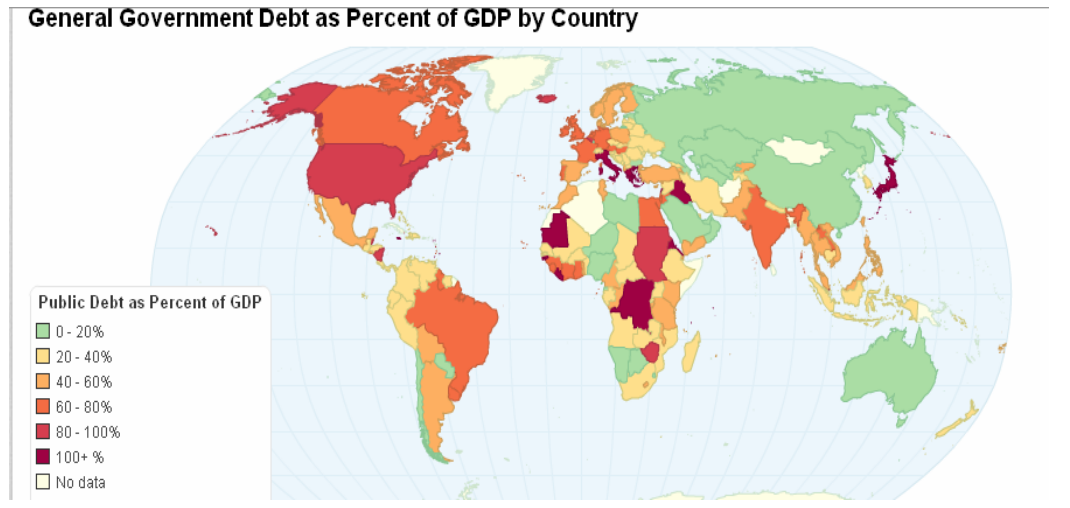 General Government Debt as Percent of GDP by Country
Public Debt as Percent of GDP
0 - 20%
20 - 40%
40 - 60%
60 - 80%
80 - 100%
100+ %
No data